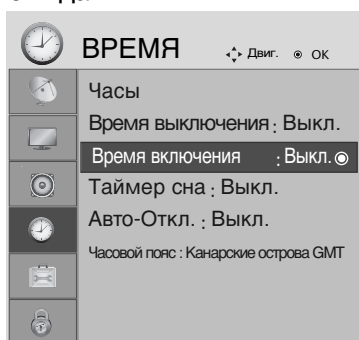 ВРЕМЯ Двиг. ОК
Часы
Время выключения : Выкл.
Время включения : Выкл.
Таймер сна : Выкл.
Авто-Откл. : Выкл.
Часовой пояс : Канарские острова GMT